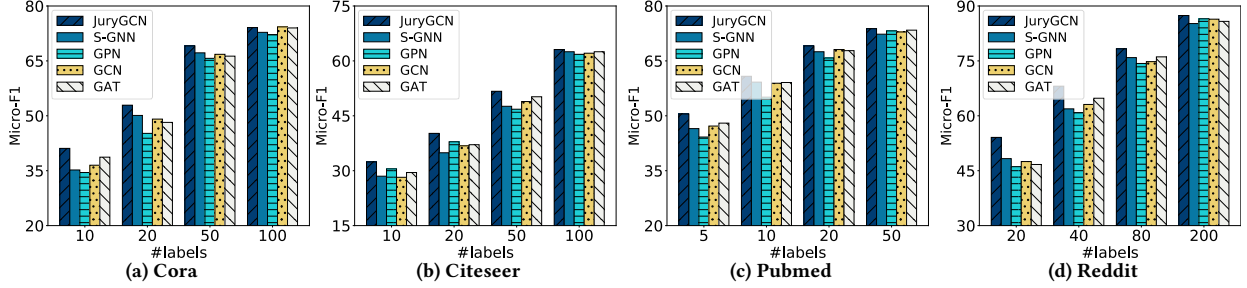 80
65
50
35
20
Micro-F1
JuryGCN
S-GNN
GPN
GCN
GAT
10 20 50 100
#labels
(a) Cora
75
60
45
30
15
Micro-F1
JuryGCN
S-GNN
GPN
GCN
GAT
10 20 50 100
#labels
(b) Citeseer
80
65
50
35
20
Micro-F1
JuryGCN
S-GNN
GPN
GCN
GAT
5 10 20 50
#labels
(c) Pubmed
90
75
60
45
30
Micro-F1
JuryGCN
S-GNN
GPN
GCN
GAT
20 40 80 200
#labels
(d) Reddit